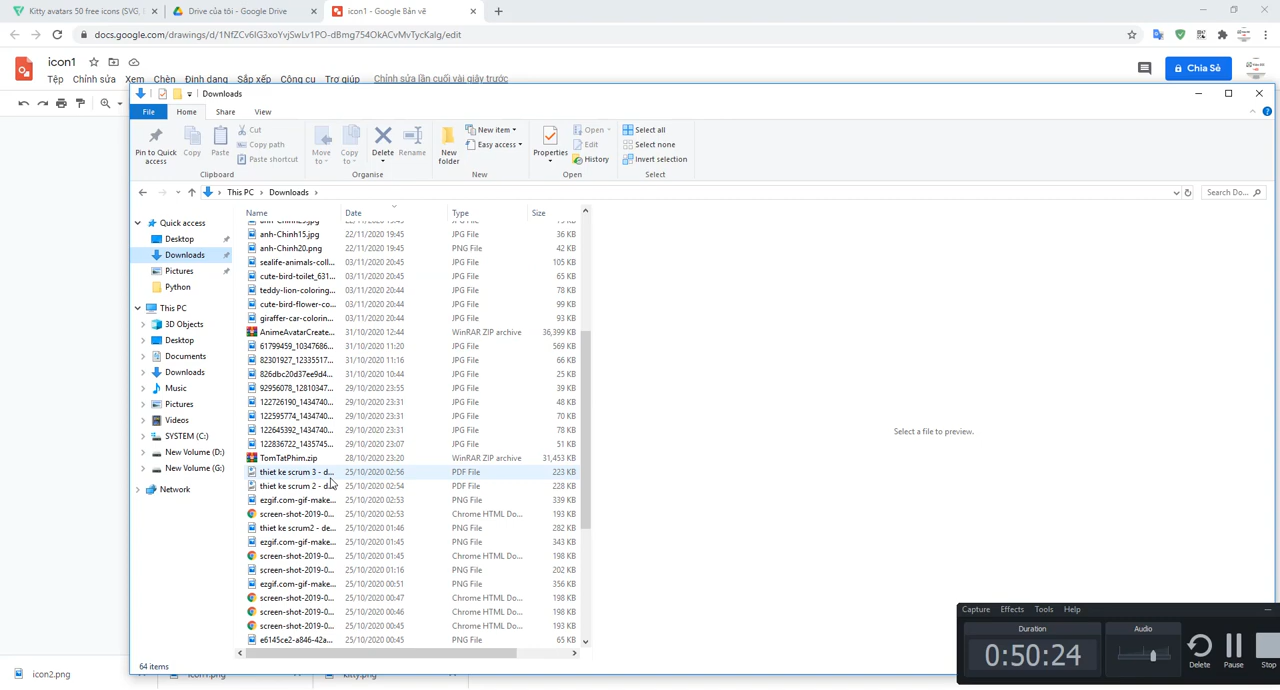 Kitty avatars 50 free icons (SVG,
Drive của tôi - Google Drive
icon1 - Google Bản vẽ
docs.google.com/drawings/d/1NfZCv6IG3xoYvjSwLv1PO-dBmg754OkACvMvTycKalg/edit
icon1
Tệp Chỉnh sửa Xem Chèn Định dạng Sắp xếp Công cụ Trợ giúp Chỉnh sửa lần cuối vài giây trước
Chia Sẻ
Downloads
File Home Share View
Pin to Quick access
Copy
Paste
Cut
Copy path
Paste shortcut
Move to
Copy to
Delete
Rename
New folder
New item
Easy access
Properties
Open
Edit
History
Select all
Select none
Invert selection
Clipboard Organise New Open Select
This PC Downloads
Search Do...
Quick access
Desktop
Downloads
Pictures
Python
This PC
3D Objects
Desktop
Documents
Downloads
Music
Pictures
Videos
SYSTEM (C:)
New Volume (D:)
New Volume (G:)
Network
Name Date Type Size
anh-Chinh15.jpg 22/11/2020 19:45 JPG File 36 KB
anh-Chinh20.png 22/11/2020 19:45 PNG File 42 KB
sealife-animals-coll... 03/11/2020 20:45 JPG File 105 KB
cute-bird-toilet_631... 03/11/2020 20:45 JPG File 65 KB
teddy-lion-coloring... 03/11/2020 20:44 JPG File 78 KB
cute-bird-flower-co... 03/11/2020 20:44 JPG File 99 KB
giraffer-car-colorin... 03/11/2020 20:44 JPG File 93 KB
AnimeAvatarCreate... 31/10/2020 12:44 WinRAR ZIP archive 36,399 KB
61799459_10347686... 31/10/2020 11:20 JPG File 569 KB
82301927_12335517... 31/10/2020 11:16 JPG File 66 KB
826dbc20d37ee9d4... 31/10/2020 10:44 JPG File 25 KB
92956078_12810347... 29/10/2020 23:55 JPG File 39 KB
122726190_1434740... 29/10/2020 23:31 JPG File 48 KB
122595774_1434740... 29/10/2020 23:31 JPG File 70 KB
122645392_1434740... 29/10/2020 23:31 JPG File 78 KB
122836722_1435745... 29/10/2020 23:07 JPG File 51 KB
TomTatPhim.zip 28/10/2020 23:20 WinRAR ZIP archive 31,453 KB
thiet ke scrum 3 - d... 25/10/2020 02:56 PDF File 223 KB
thiet ke scrum 2 - d... 25/10/2020 02:54 PDF File 228 KB
ezgif.com-gif-make... 25/10/2020 02:53 PNG File 339 KB
screen-shot-2019-0... 25/10/2020 02:53 Chrome HTML Do... 193 KB
thiet ke scrum2 - de... 25/10/2020 01:46 PNG File 282 KB
ezgif.com-gif-make... 25/10/2020 01:45 PNG File 343 KB
screen-shot-2019-0... 25/10/2020 01:45 Chrome HTML Do... 198 KB
screen-shot-2019-0... 25/10/2020 01:16 PNG File 202 KB
ezgif.com-gif-make... 25/10/2020 00:51 PNG File 356 KB
screen-shot-2019-0... 25/10/2020 00:47 Chrome HTML Do... 198 KB
screen-shot-2019-0... 25/10/2020 00:46 Chrome HTML Do... 198 KB
screen-shot-2019-0... 25/10/2020 00:45 Chrome HTML Do... 193 KB
e6145ce2-a846-42a... 25/10/2020 00:45 PNG File 65 KB
Select a file to preview.
64 items
Capture Effects Tools Help
Duration
0:50:24
Audio
Delete Pause Stop
icon2.png
icon1.png
kitty.png